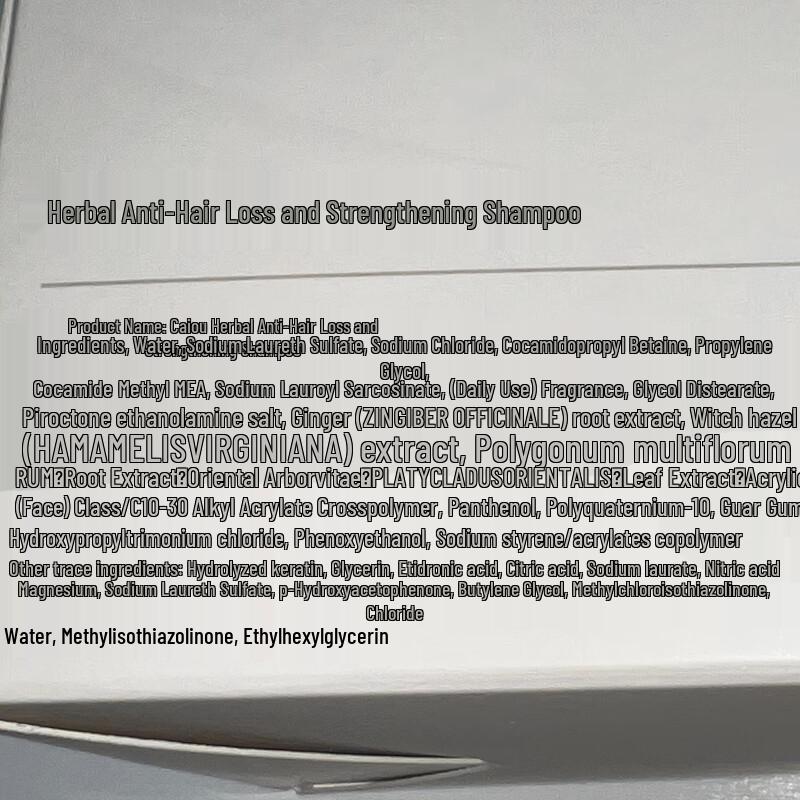 Herbal Anti-Hair Loss and Strengthening Shampoo
Product Name: Caiou Herbal Anti-Hair Loss and
Strengthening Shampoo
Ingredients, Water, Sodium Laureth Sulfate, Sodium Chloride, Cocamidopropyl Betaine, Propylene
Glycol,
Cocamide Methyl MEA, Sodium Lauroyl Sarcosinate, (Daily Use) Fragrance, Glycol Distearate,
Piroctone ethanolamine salt, Ginger (ZINGIBER OFFICINALE) root extract, Witch hazel
(HAMAMELISVIRGINIANA) extract, Polygonum multiflorum
RUM Root Extract Oriental Arborvitae PLATYCLADUSORIENTALIS Leaf Extract Acrylic
(Face) Class/C10-30 Alkyl Acrylate Crosspolymer, Panthenol, Polyquaternium-10, Guar Gum
Hydroxypropyltrimonium chloride, Phenoxyethanol, Sodium styrene/acrylates copolymer
Other trace ingredients: Hydrolyzed keratin, Glycerin, Etidronic acid, Citric acid, Sodium laurate, Nitric acid
Magnesium, Sodium Laureth Sulfate, p-Hydroxyacetophenone, Butylene Glycol, Methylchloroisothiazolinone,
Chloride
Water, Methylisothiazolinone, Ethylhexylglycerin